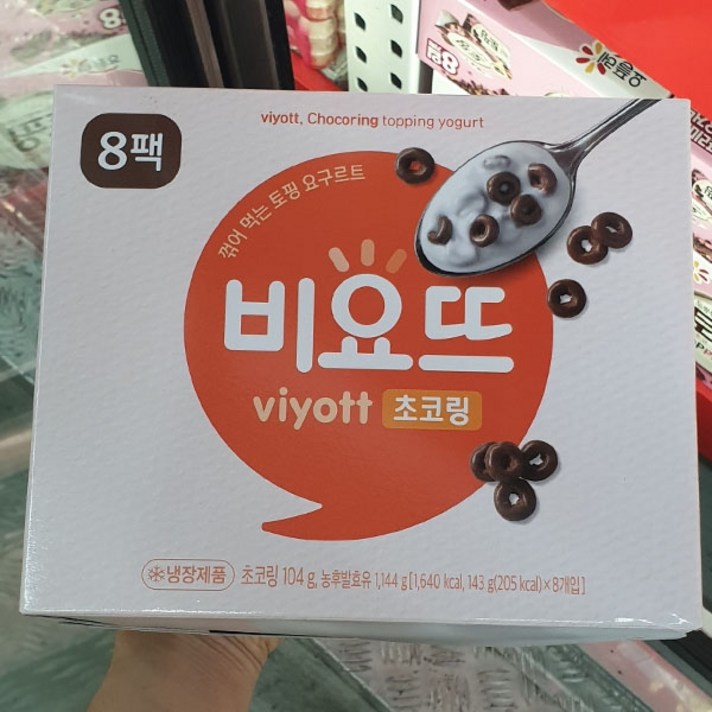 viyott, Chocoring topping yogurt
8팩
꺾어 먹는 토핑 요구르트
비요뜨
viyott 초코링
냉장제품 초코링 104 g, 농후발효유 1,144 g [1,640 kcal, 143 g(205 kcal)×8개입]